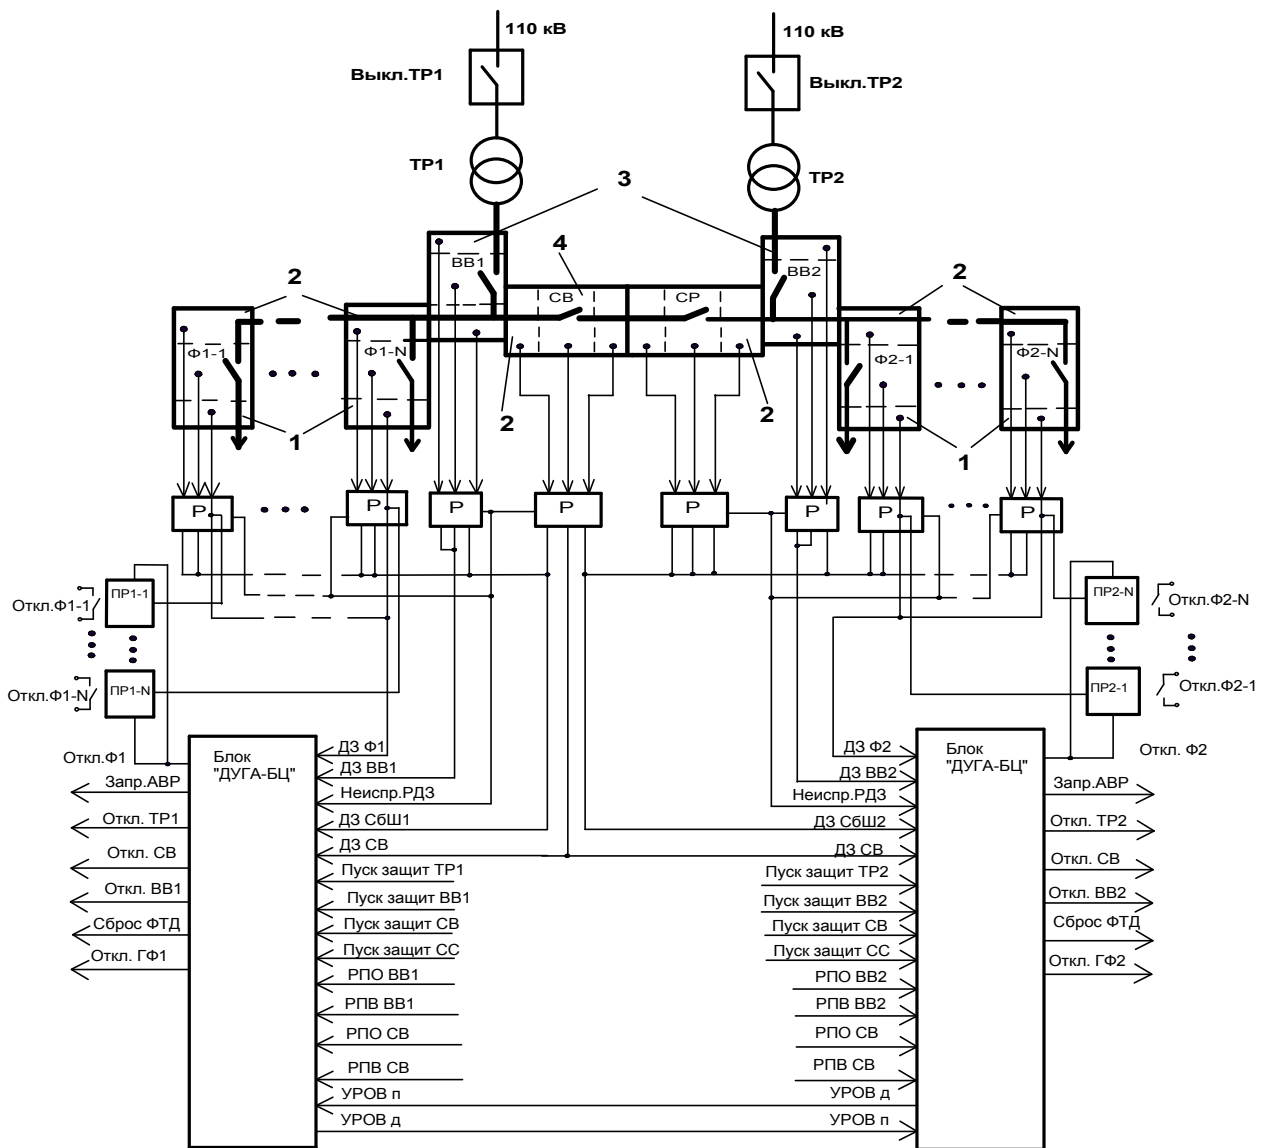 110 кВ
110 кВ
Выкл.ТР1
Выкл.ТР2
ТР1
ТР2
3
4
ВВ1
ВВ2
2
2
СВ
СР
Ф1-1
Ф1-N
Ф2-1
Ф2-N
1
2
2
1
Р
Р
Р
Р
Р
Р
Р
Р
Откл.Ф1-1
ПР1-1
ПР2-N
Откл.Ф2-N
Откл.Ф1-N
ПР1-N
ПР2-1
Откл.Ф2-1
Откл.Ф1
Блок
"ДУГА-БЦ"
ДЗ Ф1
ДЗ Ф2
Блок
"ДУГА-БЦ"
Откл. Ф2
Запр.АВР
ДЗ ВВ1
ДЗ ВВ2
Запр.АВР
Неиспр.РДЗ
Неиспр.РДЗ
Откл. ТР1
ДЗ СбШ1
ДЗ СбШ2
Откл. ТР2
Откл. СВ
ДЗ СВ
ДЗ СВ
Откл. СВ
Пуск защит ТР1
Пуск защит ТР2
Откл. ВВ1
Пуск защит ВВ1
Пуск защит ВВ2
Откл. ВВ2
Сброс ФТД
Пуск защит СВ
Пуск защит СВ
Сброс ФТД
Откл. ГФ1
Пуск защит СС
Пуск защит СС
Откл. ГФ2
РПО ВВ1
РПО ВВ2
РПВ ВВ1
РПВ ВВ2
РПО СВ
РПО СВ
РПВ СВ
РПВ СВ
УРОВ п
УРОВ д
УРОВ д
УРОВ п